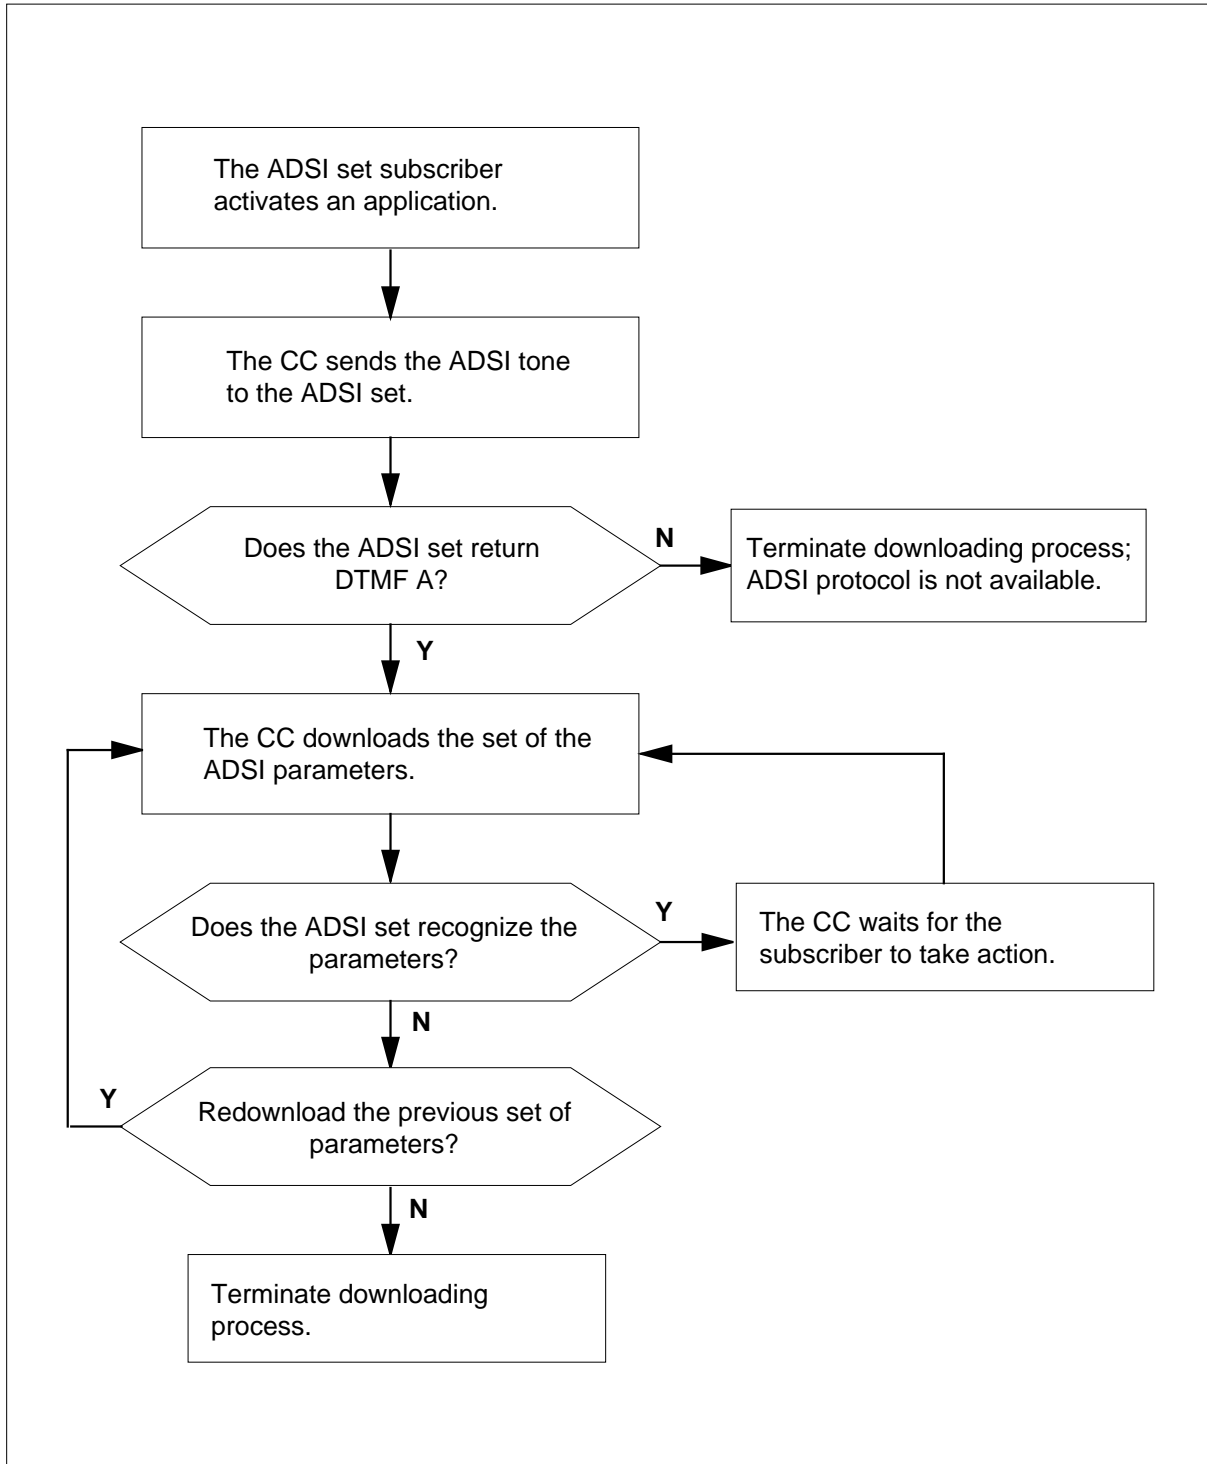 The ADSI set subscriber
activates an application.
The CC sends the ADSI tone
to the ADSI set.
Does the ADSI set return
DTMF A?
N
Terminate downloading process;
ADSI protocol is not available.
Y
The CC downloads the set of the
ADSI parameters.
Does the ADSI set recognize the
parameters?
Y
The CC waits for the
subscriber to take action.
N
Y
Redownload the previous set of
parameters?
N
Terminate downloading
process.